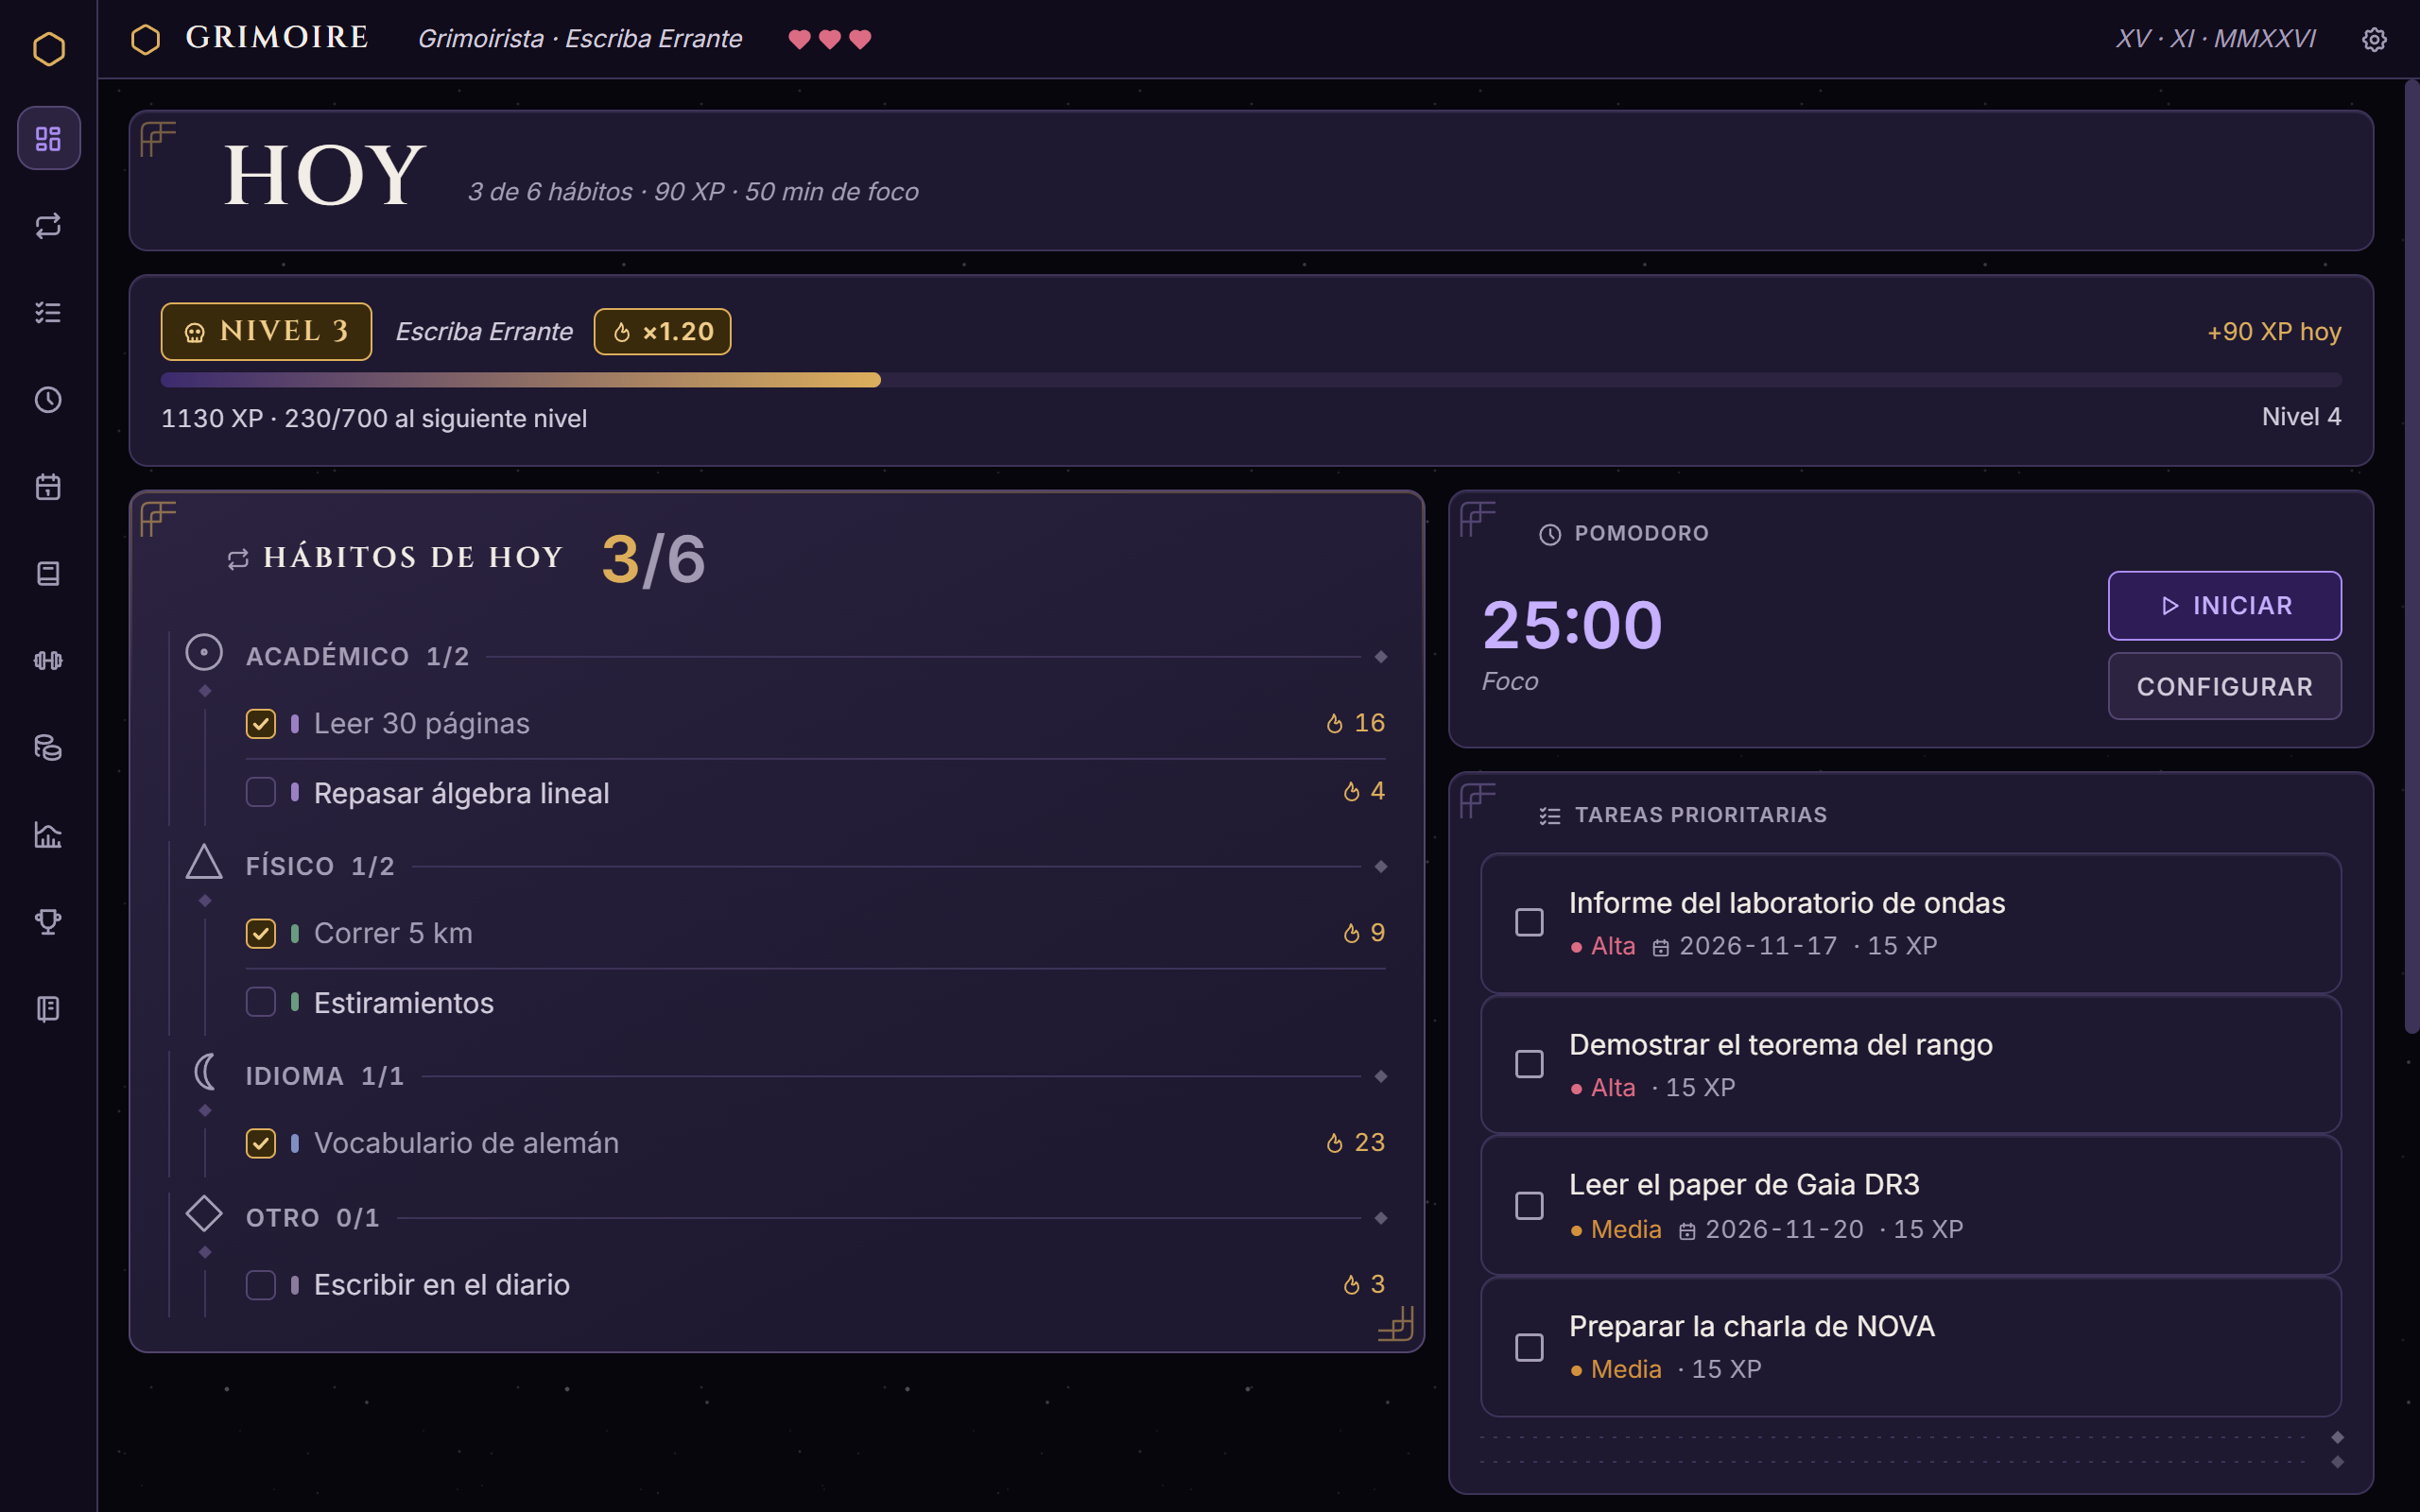 GRIMOIRE
Grimoirista · Escriba Errante
XV · XI · MMXXVI
HOY
3 de 6 hábitos · 90 XP · 50 min de foco
NIVEL 3
Escriba Errante
×1.20
+90 XP hoy
1130 XP · 230/700 al siguiente nivel
Nivel 4
HÁBITOS DE HOY 3/6
ACADÉMICO 1/2
Leer 30 páginas 16
Repasar álgebra lineal 4
FÍSICO 1/2
Correr 5 km 9
Estiramientos
IDIOMA 1/1
Vocabulario de alemán 23
OTRO 0/1
Escribir en el diario 3
POMODORO
25:00
Foco
INICIAR
CONFIGURAR
TAREAS PRIORITARIAS
Informe del laboratorio de ondas
Alta 2026-11-17 · 15 XP
Demostrar el teorema del rango
Alta · 15 XP
Leer el paper de Gaia DR3
Media 2026-11-20 · 15 XP
Preparar la charla de NOVA
Media · 15 XP